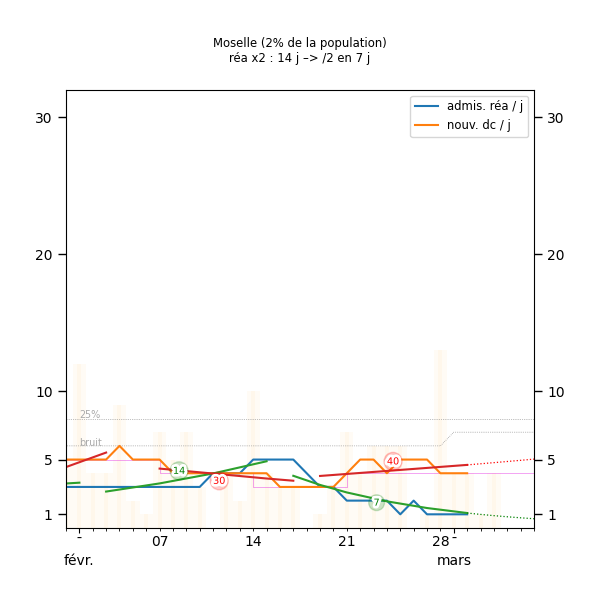 Moselle (2% de la population)
réa x2 : 14 j –> /2 en 7 j
admis. réa / j
nouv. dc / j
30 30
20 20
10 10
25%
bruit
5 5
14
40
30
7
1 1
- 07 14 21 28 -
févr. mars